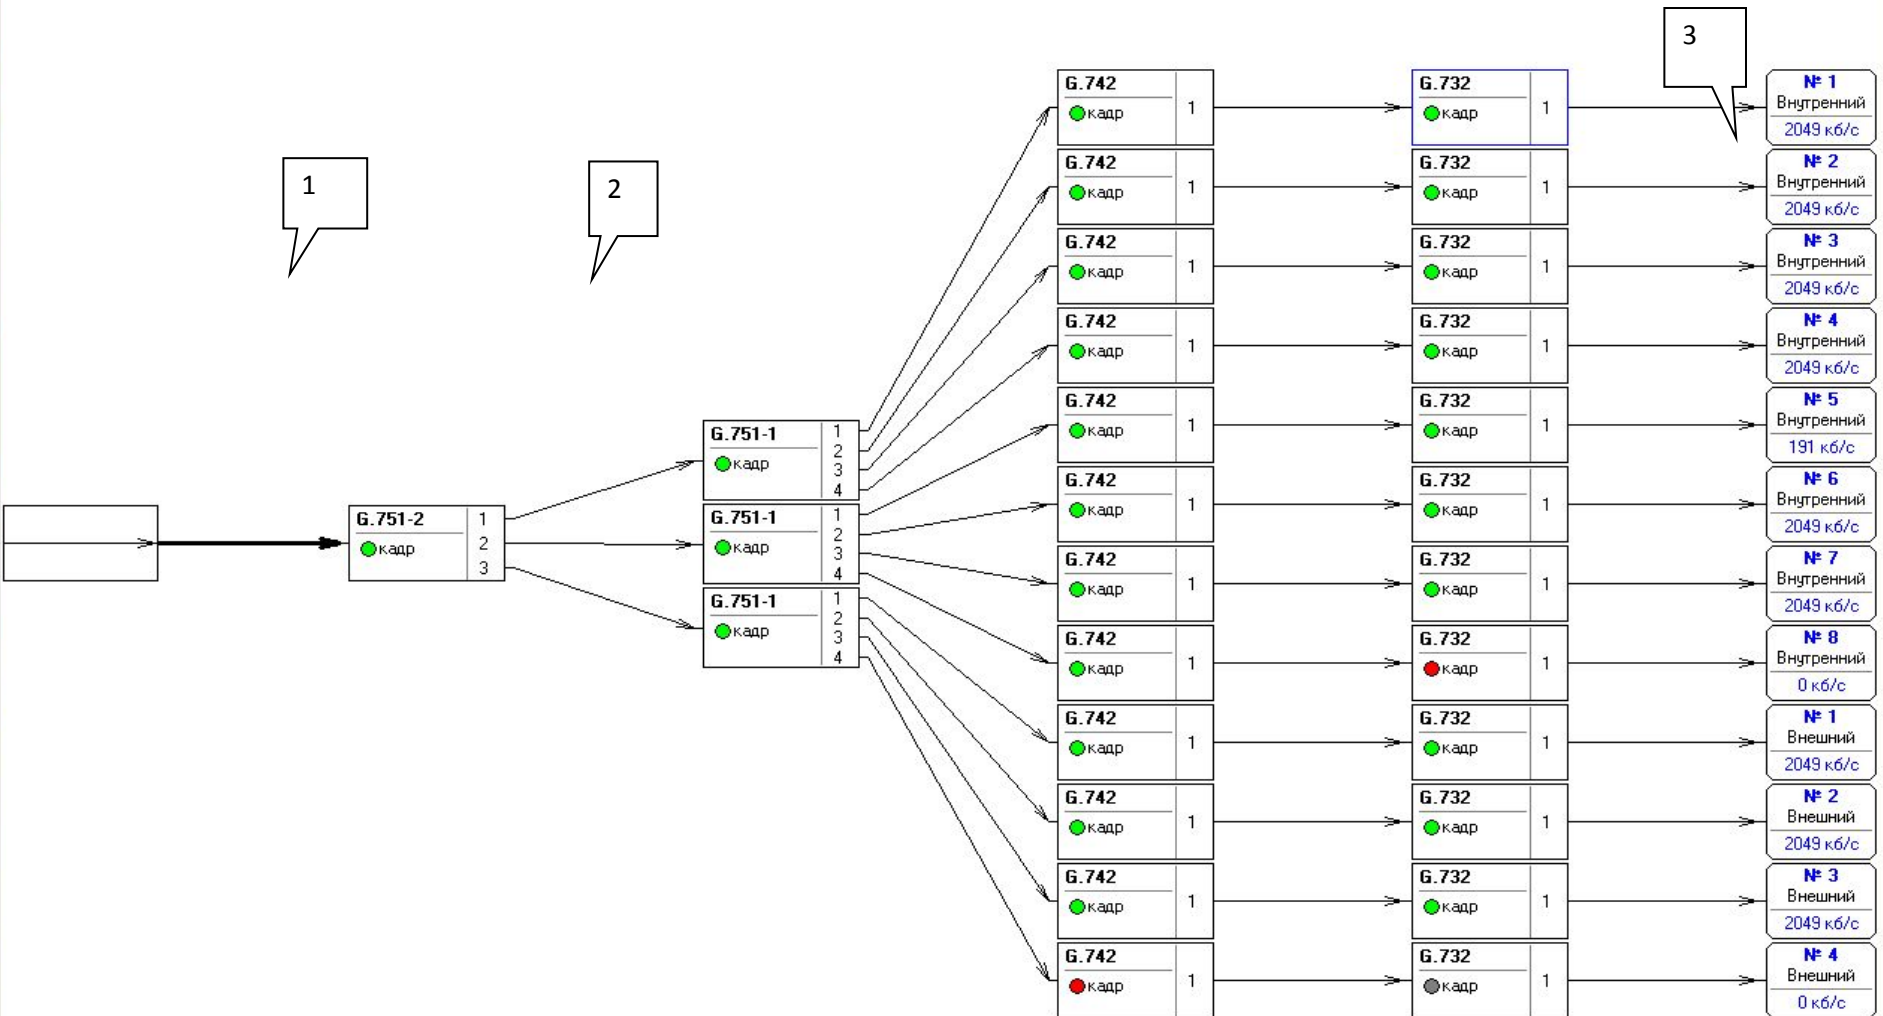 1
2
3
G.742
кадр
1
G.732
кадр
1
№ 1
Внутренний
2049 кб/с
G.742
кадр
1
G.732
кадр
1
№ 2
Внутренний
2049 кб/с
G.742
кадр
1
G.732
кадр
1
№ 3
Внутренний
2049 кб/с
G.742
кадр
1
G.732
кадр
1
№ 4
Внутренний
2049 кб/с
G.742
кадр
1
G.732
кадр
1
№ 5
Внутренний
191 кб/с
G.742
кадр
1
G.732
кадр
1
№ 6
Внутренний
2049 кб/с
G.742
кадр
1
G.732
кадр
1
№ 7
Внутренний
2049 кб/с
G.742
кадр
1
G.732
кадр
1
№ 8
Внутренний
0 кб/с
G.742
кадр
1
G.732
кадр
1
№ 1
Внешний
2049 кб/с
G.742
кадр
1
G.732
кадр
1
№ 2
Внешний
2049 кб/с
G.742
кадр
1
G.732
кадр
1
№ 3
Внешний
2049 кб/с
G.742
кадр
1
G.732
кадр
1
№ 4
Внешний
0 кб/с
G.751-2
кадр
1
2
3
G.751-1
кадр
1
2
3
4
G.751-1
кадр
1
2
3
4
G.751-1
кадр
1
2
3
4